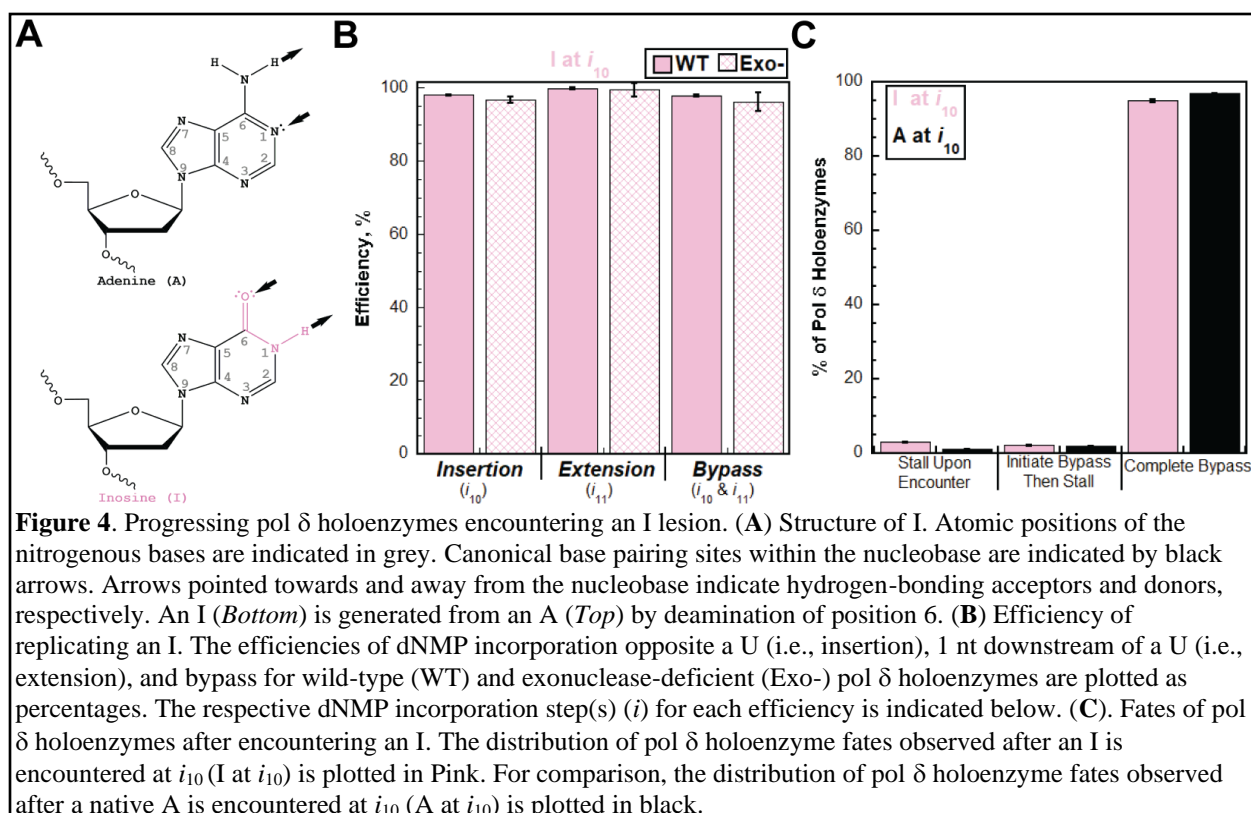 A
B
C
H
H
N
N:
N
N
N
1
2
3
4
5
6
7
8
9
O
O
O
Adenine (A)
:O:
H
N
N
N
N
1
2
3
4
5
6
7
8
9
O
O
O
Inosine (I)
I at i10
WT Exo-
Efficiency, %
100
80
60
40
20
0
Insertion Extension Bypass
(i10) (i11) (i10 & i11)
I at i10
A at i10
% of Pol δ Holoenzymes
100
80
60
40
20
0
Stall Upon Initiate Bypass Complete Bypass
Encounter Then Stall
Figure 4. Progressing pol δ holoenzymes encountering an I lesion. (A) Structure of I. Atomic positions of the
nitrogenous bases are indicated in grey. Canonical base pairing sites within the nucleobase are indicated by black
arrows. Arrows pointed towards and away from the nucleobase indicate hydrogen-bonding acceptors and donors,
respectively. An I (Bottom) is generated from an A (Top) by deamination of position 6. (B) Efficiency of
replicating an I. The efficiencies of dNMP incorporation opposite a U (i.e., insertion), 1 nt downstream of a U (i.e.,
extension), and bypass for wild-type (WT) and exonuclease-deficient (Exo-) pol δ holoenzymes are plotted as
percentages. The respective dNMP incorporation step(s) (i) for each efficiency is indicated below. (C). Fates of pol
δ holoenzymes after encountering an I. The distribution of pol δ holoenzyme fates observed after an I is
encountered at i10 (I at i10) is plotted in Pink. For comparison, the distribution of pol δ holoenzyme fates observed
after a native A is encountered at i10 (A at i10) is plotted in black.